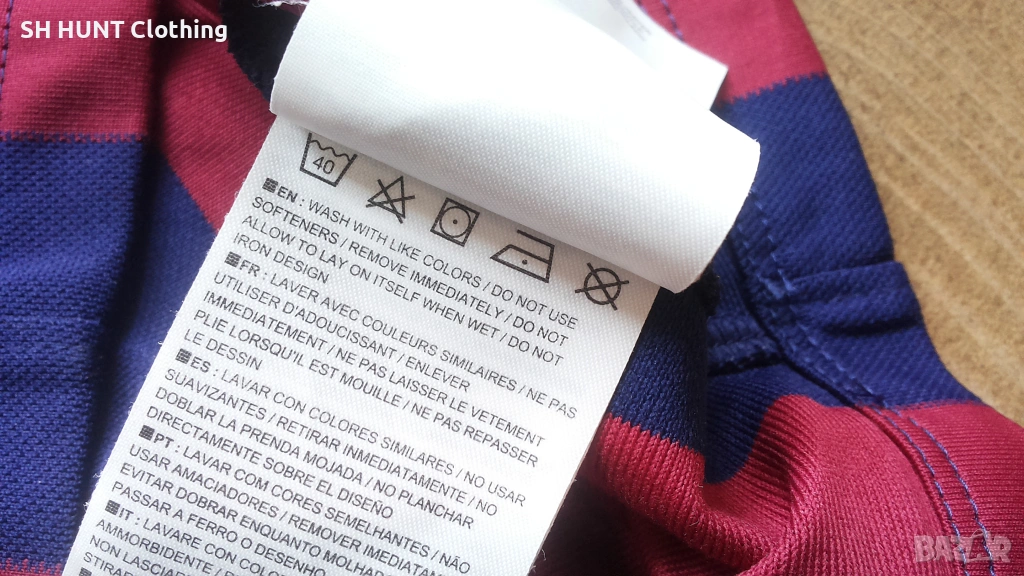 SH HUNT Clothing
40
EN : WASH WITH LIKE COLORS / DO NOT USE
SOFTENERS / REMOVE IMMEDIATELY / DO NOT
ALLOW TO LAY ON ITSELF WHEN WET / DO NOT
IRON DESIGN
FR : LAVER AVEC COULEURS SIMILAIRES / NE PAS
UTILISER D'ADOUCISSANT / ENLEVER
IMMEDIATEMENT / NE PAS LAISSER LE VETEMENT
PLIE LORSQU'IL EST MOUILLE / NE PAS REPASSER
LE DESSIN
ES : LAVAR CON COLORES SIMILARES / NO USAR
SUAVIZANTES / RETIRAR INMEDIATAMENTE / NO
DOBLAR LA PRENDA MOJADA / NO PLANCHAR
DIRECTAMENTE SOBRE EL DISEÑO
PT : LAVAR COM CORES SEMELHANTES / NÃO
USAR AMACIADORES / REMOVER IMEDIATAM
EVITAR DOBRAR ENQUANTO MOLHAD
PASSAR A FERRO O DESENHO
IT : LAVARE CON COLO
AMMORBIDENTE /
NON LASCIAR
STIRAR
BAZAR